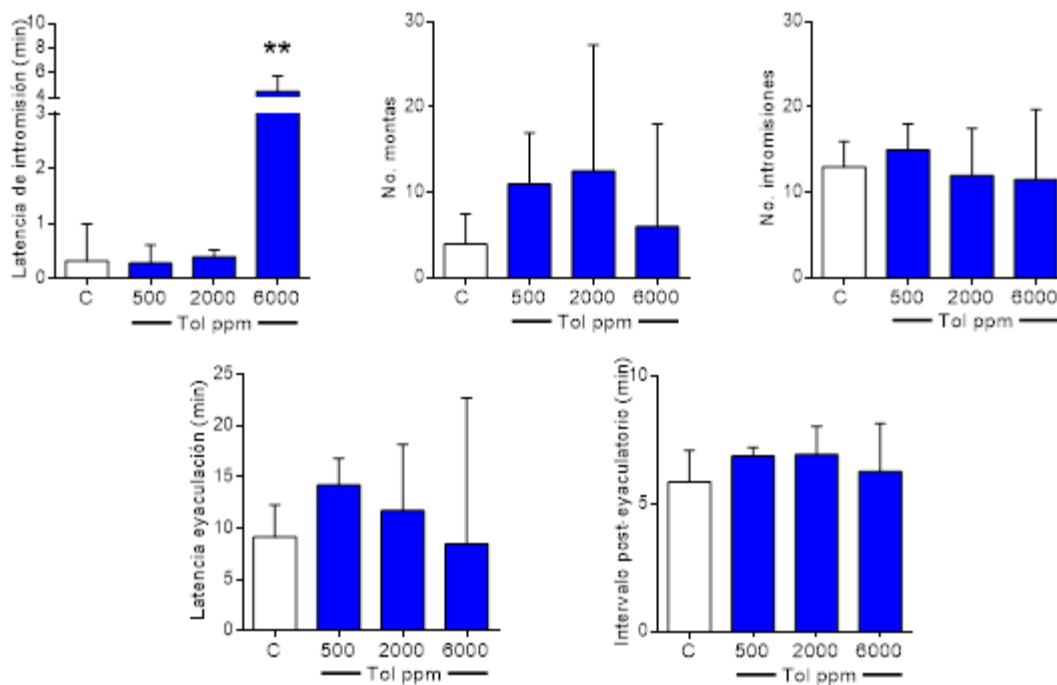 Latencia de intromisión (min)
10
8
6
4
3
2
1
0
**
C 500 2000 6000
Tol ppm
No. montas
30
20
10
0
C 500 2000 6000
Tol ppm
No. intromisiones
30
20
10
0
C 500 2000 6000
Tol ppm
Latencia eyaculación (min)
25
20
15
10
5
0
C 500 2000 6000
Tol ppm
Intervalo post-eyaculatorio (min)
10
5
0
C 500 2000 6000
Tol ppm